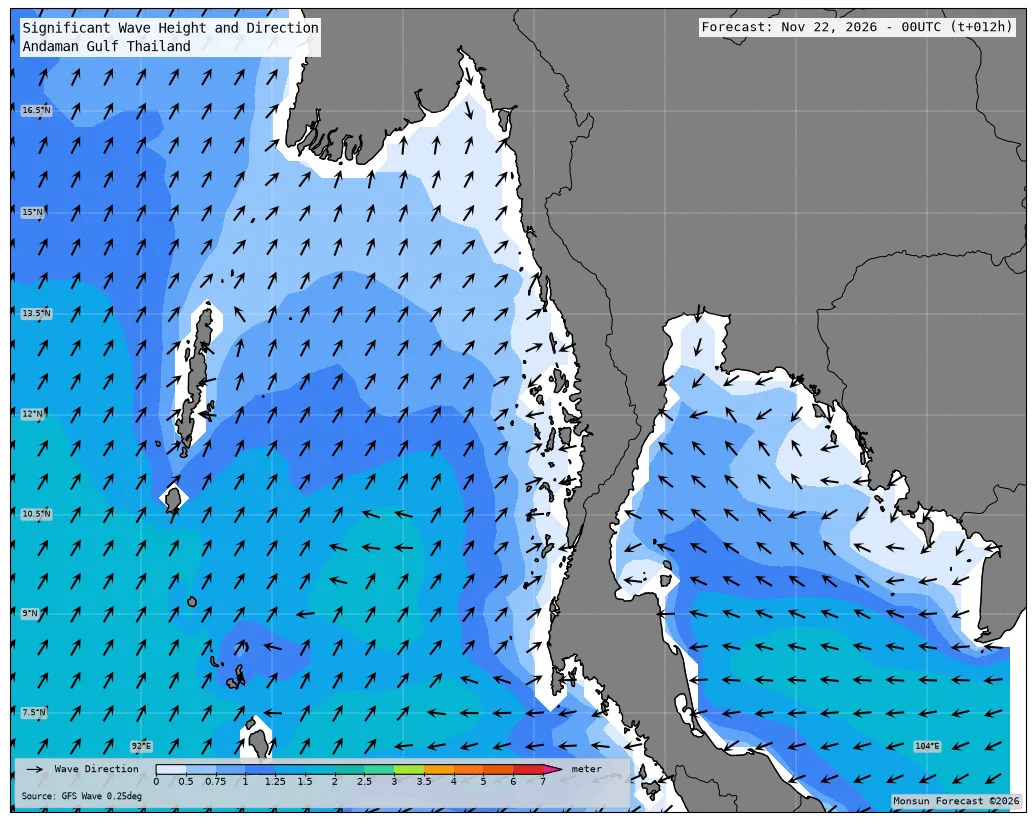 Significant Wave Height and Direction
Andaman Gulf Thailand
Forecast: Nov 22, 2026 - 00UTC (t+012h)
16.5°N
15°N
13.5°N
12°N
10.5°N
9°N
7.5°N
92°E
104°E
Wave Direction
meter
0 0.5 0.75 1 1.25 1.5 2 2.5 3 3.5 4 5 6 7
Source: GFS Wave 0.25deg
Monsun Forecast ©2026